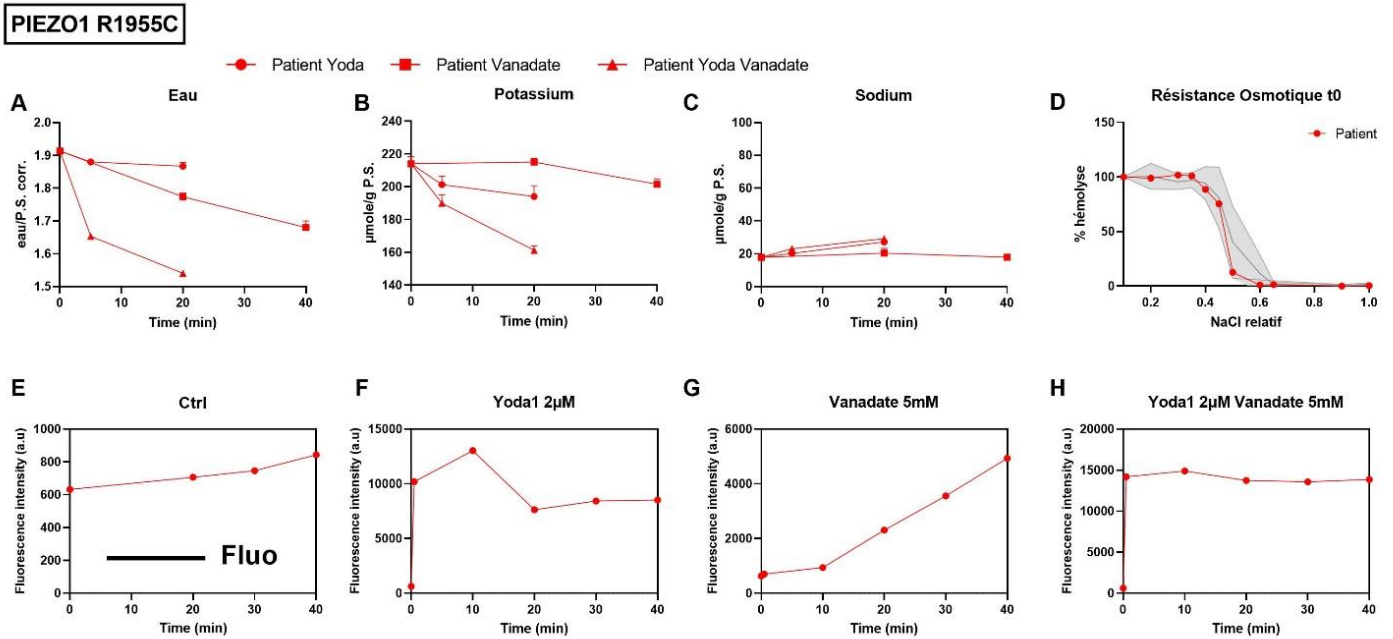 PIEZO1 R1955C
Patient Yoda Patient Vanadate Patient Yoda Vanadate
A Eau
eau/P.S. corr.
2.0
1.9
1.8
1.7
1.6
1.5
0 20 40
Time (min)
B Potassium
µmole/g P.S.
240
220
200
180
160
140
0 20 40
Time (min)
C Sodium
µmole/g P.S.
100
80
60
40
20
0
0 20 40
Time (min)
D Résistance Osmotique t0
Patient
% hémolyse
150
100
50
0
0.2 0.4 0.6 0.8 1.0
NaCl relatif
E Ctrl
Fluorescence intensity (a.u)
1000
800
600
400
200
0
Fluo
0 20 30 40
Time (min)
F Yoda1 2µM
Fluorescence intensity (a.u)
15000
10000
5000
0
0 10 20 30 40
Time (min)
G Vanadate 5mM
Fluorescence intensity (a.u)
6000
4000
2000
0
0 10 20 30 40
Time (min)
H Yoda1 2µM Vanadate 5mM
Fluorescence intensity (a.u)
20000
15000
10000
5000
0
0 10 20 30 40
Time (min)